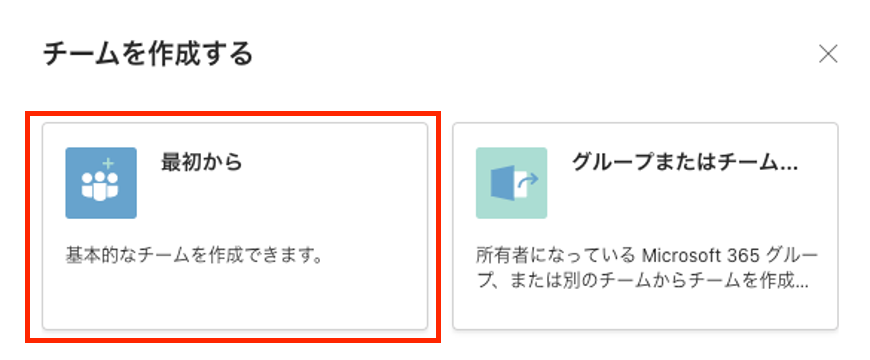 チームを作成する
最初から
基本的なチームを作成できます。
グループまたはチーム...
所有者になっている Microsoft 365 グルー
プ、または別のチームからチームを作成...